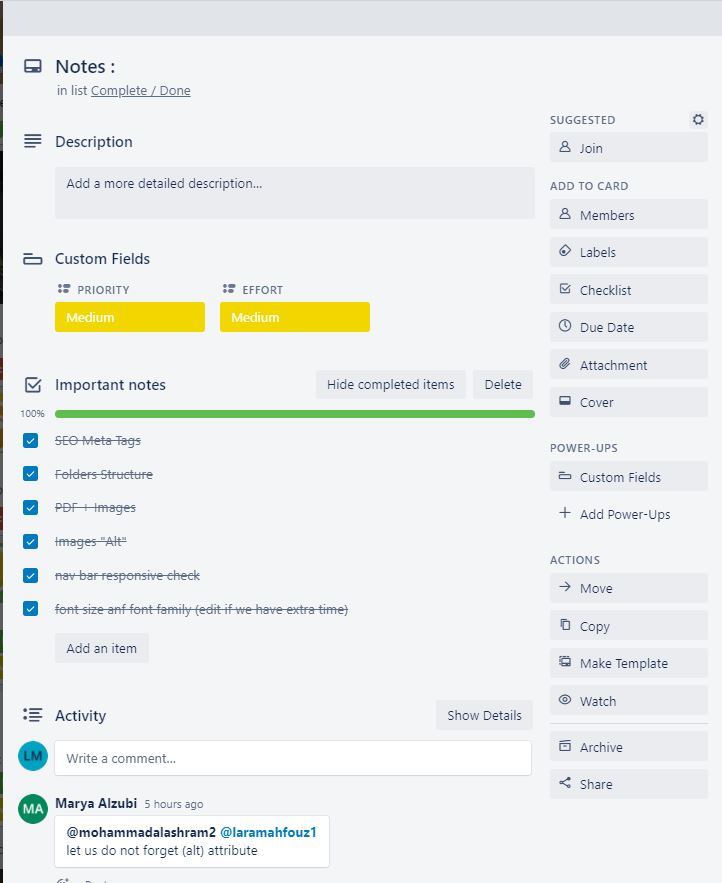 Notes :
in list Complete / Done
Description
Add a more detailed description...
Custom Fields
PRIORITY
EFFORT
Medium
Medium
Important notes
Hide completed items
Delete
100%
SEO Meta Tags
Folders Structure
PDF + Images
Images "Alt"
nav bar responsive check
font size anf font family (edit if we have extra time)
Add an item
Activity
Show Details
LM
Write a comment...
MA
Marya Alzubi 5 hours ago
@mohammadalashram2 @laramahfouz1
let us do not forget (alt) attribute
SUGGESTED
Join
ADD TO CARD
Members
Labels
Checklist
Due Date
Attachment
Cover
POWER-UPS
Custom Fields
Add Power-Ups
ACTIONS
Move
Copy
Make Template
Watch
Archive
Share